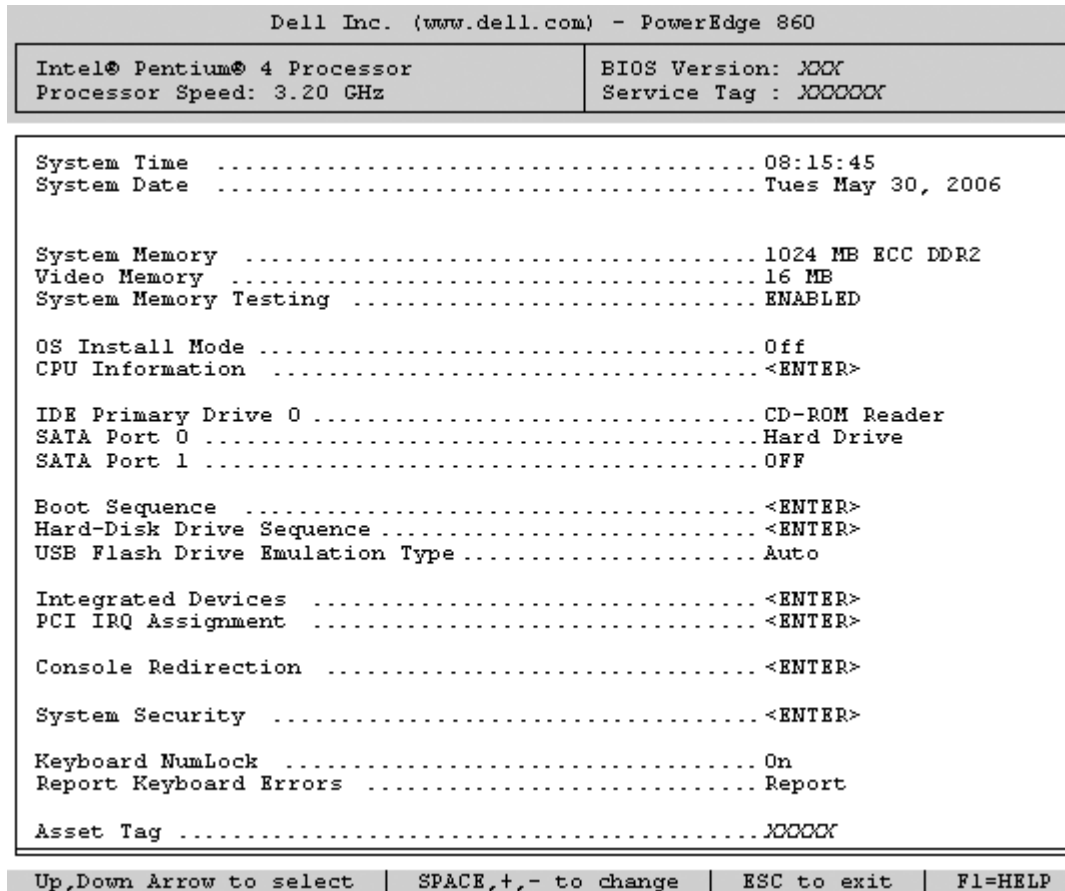 Dell Inc. (www.dell.com) - PowerEdge 860
Intel® Pentium® 4 Processor
Processor Speed: 3.20 GHz
BIOS Version: XXX
Service Tag : XXXXXX
System Time ........................................ 08:15:45
System Date ........................................ Tues May 30, 2006
System Memory ...................................... 1024 MB ECC DDR2
Video Memory ....................................... 16 MB
System Memory Testing .............................. ENABLED
OS Install Mode ..................................... Off
CPU Information .................................... <ENTER>
IDE Primary Drive 0 ................................. CD-ROM Reader
SATA Port 0 ......................................... Hard Drive
SATA Port 1 ......................................... OFF
Boot Sequence ...................................... <ENTER>
Hard-Disk Drive Sequence ............................ <ENTER>
USB Flash Drive Emulation Type ...................... Auto
Integrated Devices ................................. <ENTER>
PCI IRQ Assignment ................................. <ENTER>
Console Redirection ................................ <ENTER>
System Security .................................... <ENTER>
Keyboard NumLock ................................... On
Report Keyboard Errors ............................. Report
Asset Tag ........................................... XXXXX
Up,Down Arrow to select | SPACE,+,- to change | ESC to exit | F1=HELP